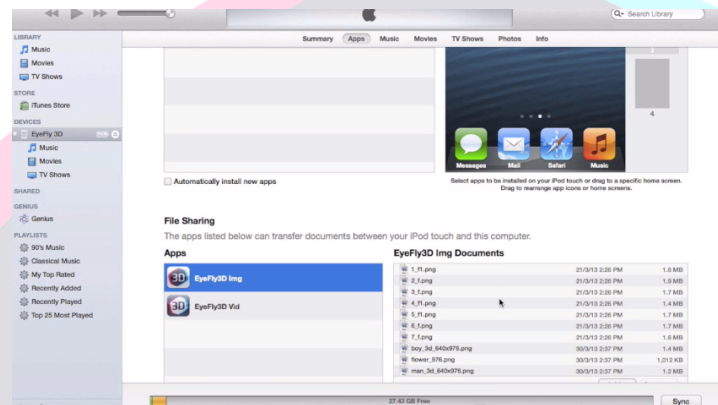 Search Library
LIBRARY
Music
Movies
TV Shows
STORE
iTunes Store
DEVICES
EyeFly 3D
Music
Movies
TV Shows
SHARED
GENIUS
Genius
PLAYLISTS
90's Music
Classical Music
My Top Rated
Recently Added
Recently Played
Top 25 Most Played
Summary Apps Music Movies TV Shows Photos Info
4
Messages Mail Safari Music
Automatically install new apps
Select apps to be installed on your iPod touch or drag to a specific home screen.
Drag to rearrange app icons or home screens.
File Sharing
The apps listed below can transfer documents between your iPod touch and this computer.
Apps
3D EyeFly3D Img
3D EyeFly3D Vid
EyeFly3D Img Documents
1_f1.png 21/3/13 2:26 PM 1.6 MB
2_f.png 21/3/13 2:26 PM
3_f.png 21/3/13 2:26 PM 1.7 MB
4_f1.png 21/3/13 2:26 PM 1.4 MB
5_f1.png 21/3/13 2:26 PM 1.7 MB
6_f.png 21/3/13 2:26 PM 1.7 MB
7_f.png 21/3/13 2:26 PM 1.6 MB
boy_3d_640x976.png 30/3/13 2:37 PM 1.4 MB
flower_976.png 30/3/13 2:37 PM 1,012 KB
man_3d_640x976.png 30/3/13 2:37 PM 1.2 MB
27.43 GB Free
Sync